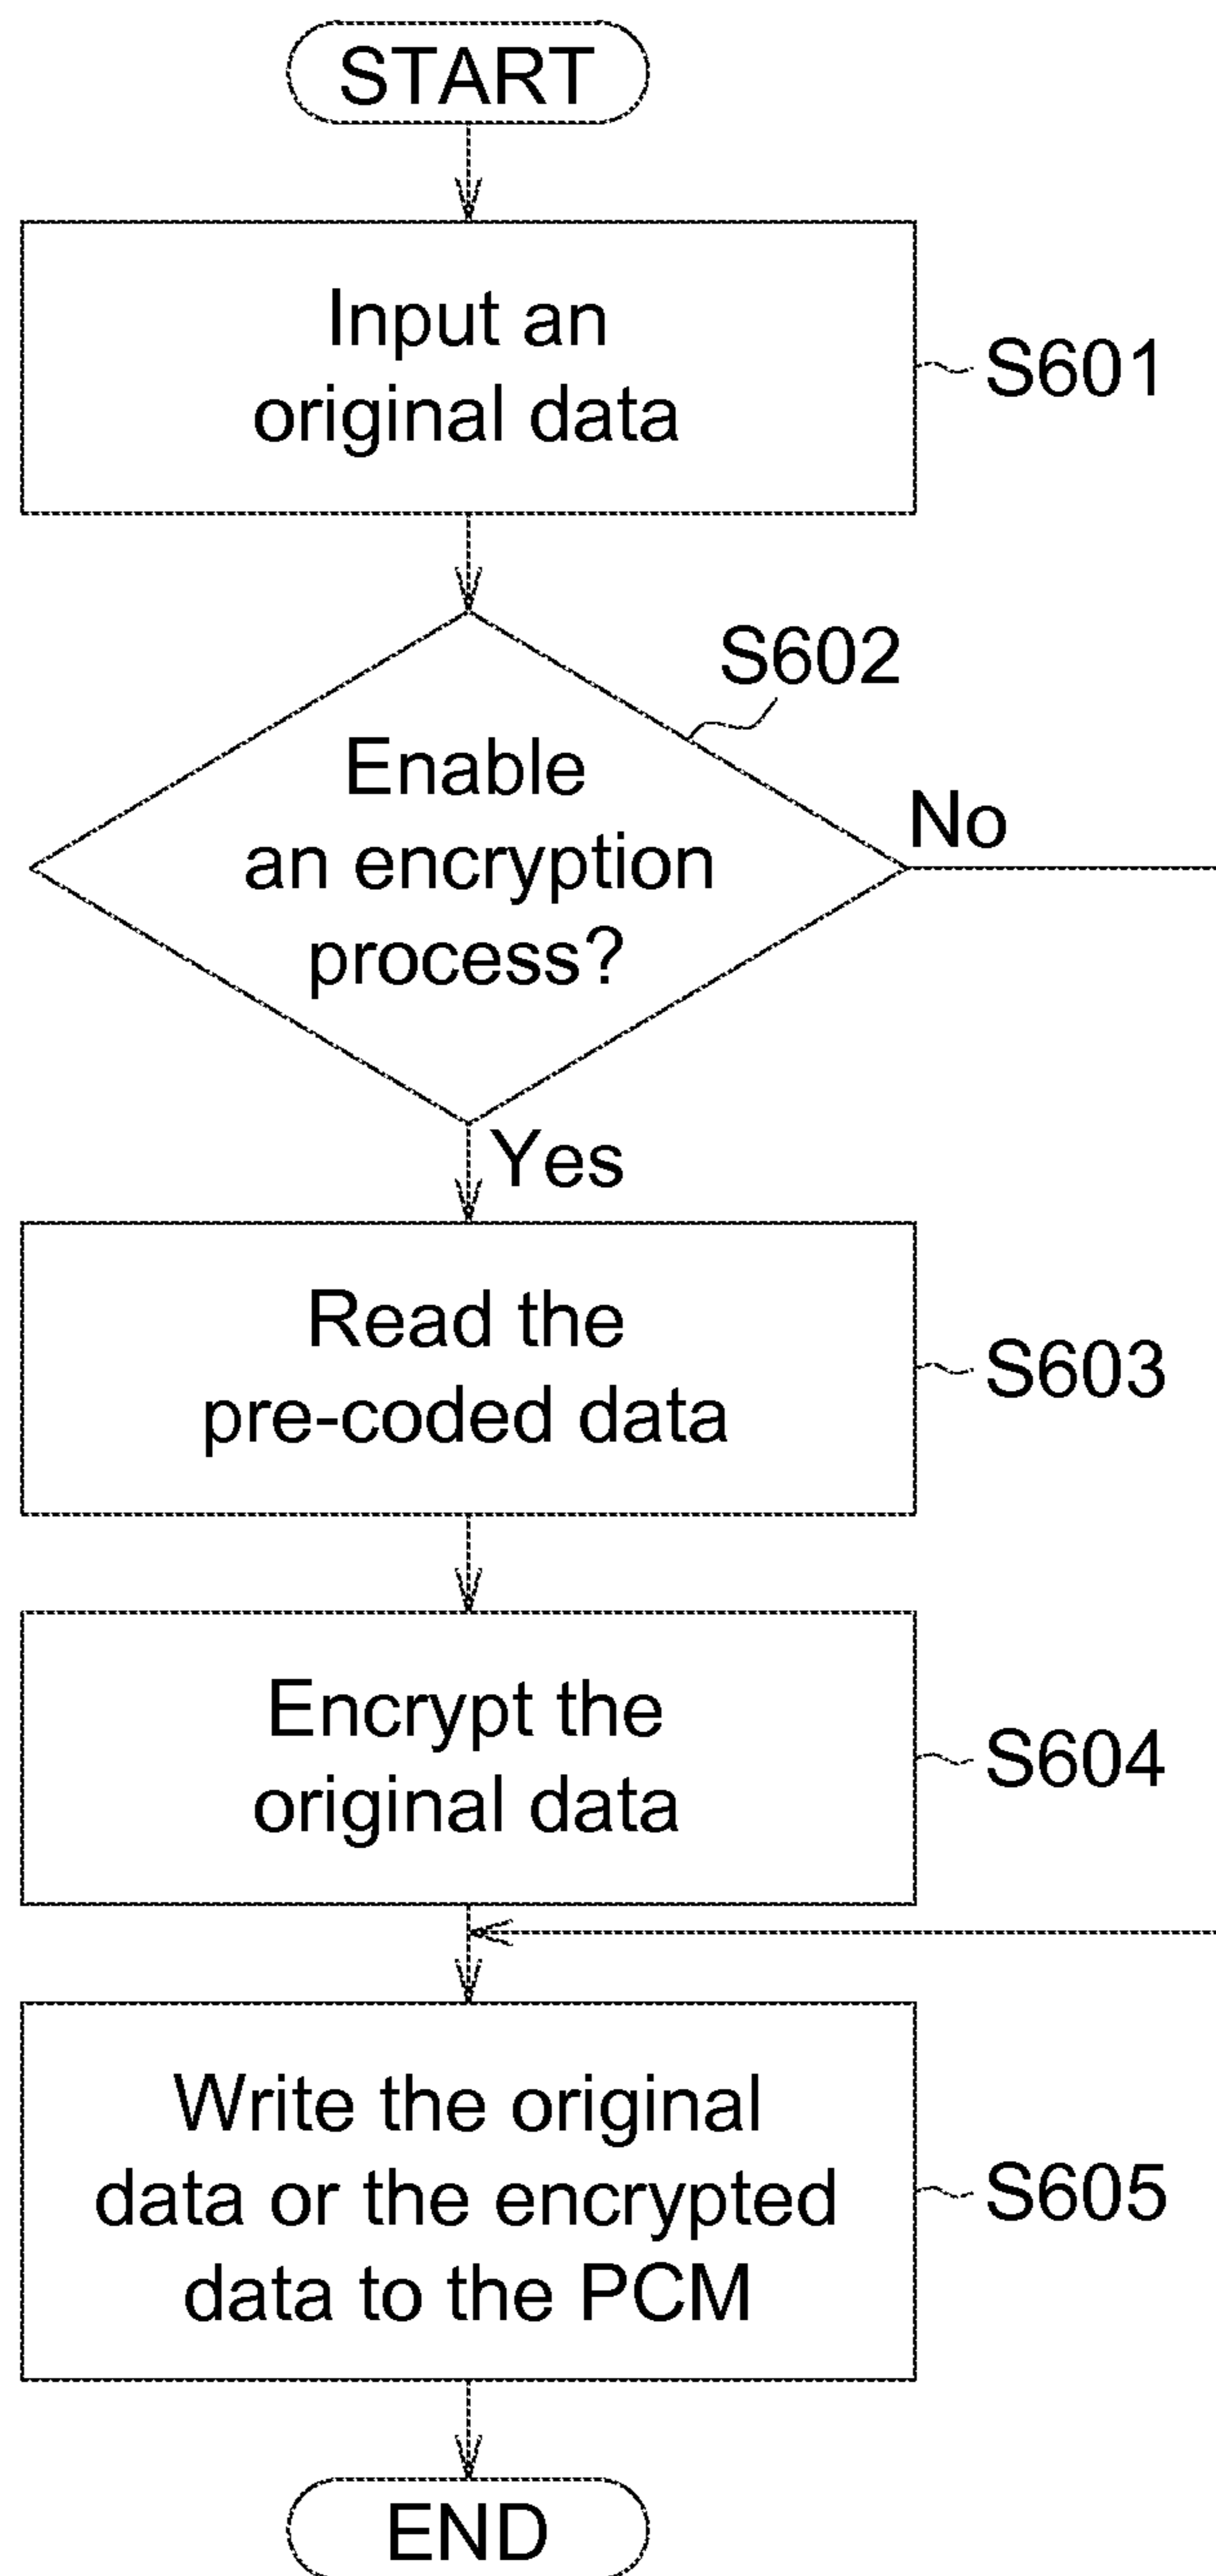 START
Input an
original data
S601
S602
Enable
an encryption
process?
No
Yes
Read the
pre-coded data
S603
Encrypt the
original data
S604
Write the original
data or the encrypted
data to the PCM
S605
END